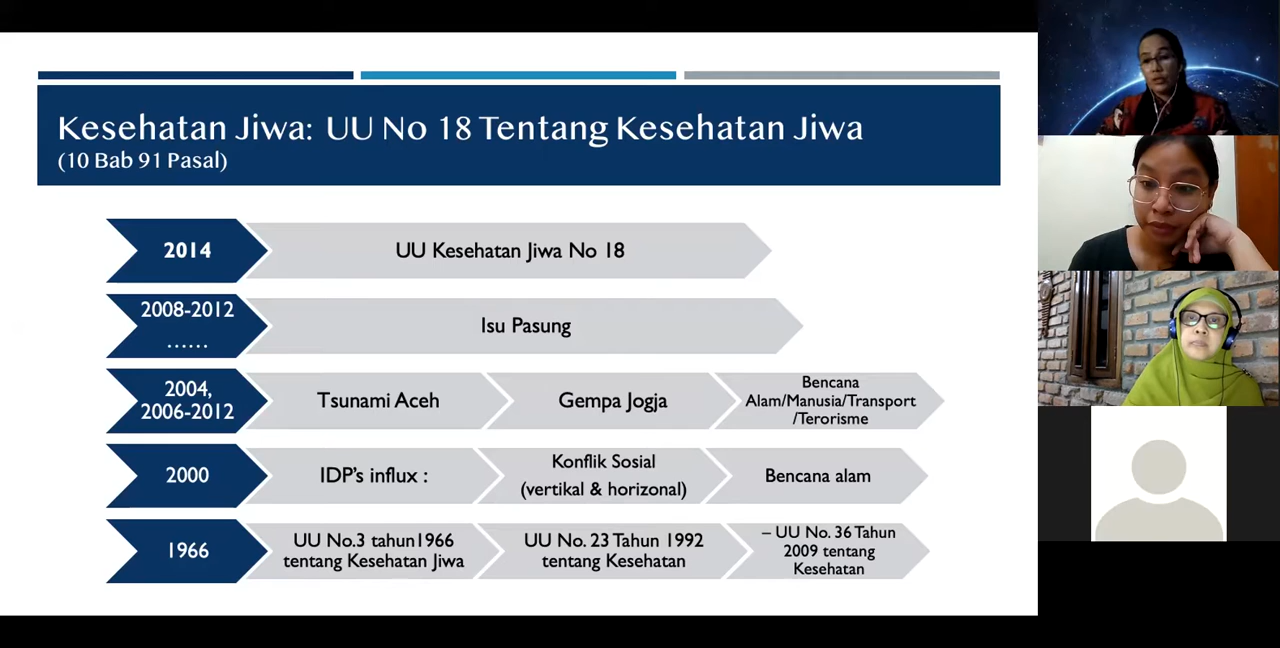 Kesehatan Jiwa: UU No 18 Tentang Kesehatan Jiwa
(10 Bab 91 Pasal)
2014
UU Kesehatan Jiwa No 18
2008-2012
......
Isu Pasung
2004,
2006-2012
Tsunami Aceh
Gempa Jogja
Bencana
Alam/Manusia/Transport
/Terorisme
2000
IDP's influx :
Konflik Sosial
(vertikal & horizonal)
Bencana alam
1966
UU No.3 tahun1966
tentang Kesehatan Jiwa
UU No. 23 Tahun 1992
tentang Kesehatan
– UU No. 36 Tahun
2009 tentang
Kesehatan